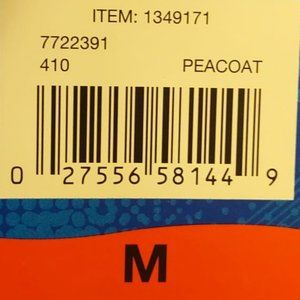 ITEM: 1349171
7722391
410 PEACOAT
0 27556 58144 9
M